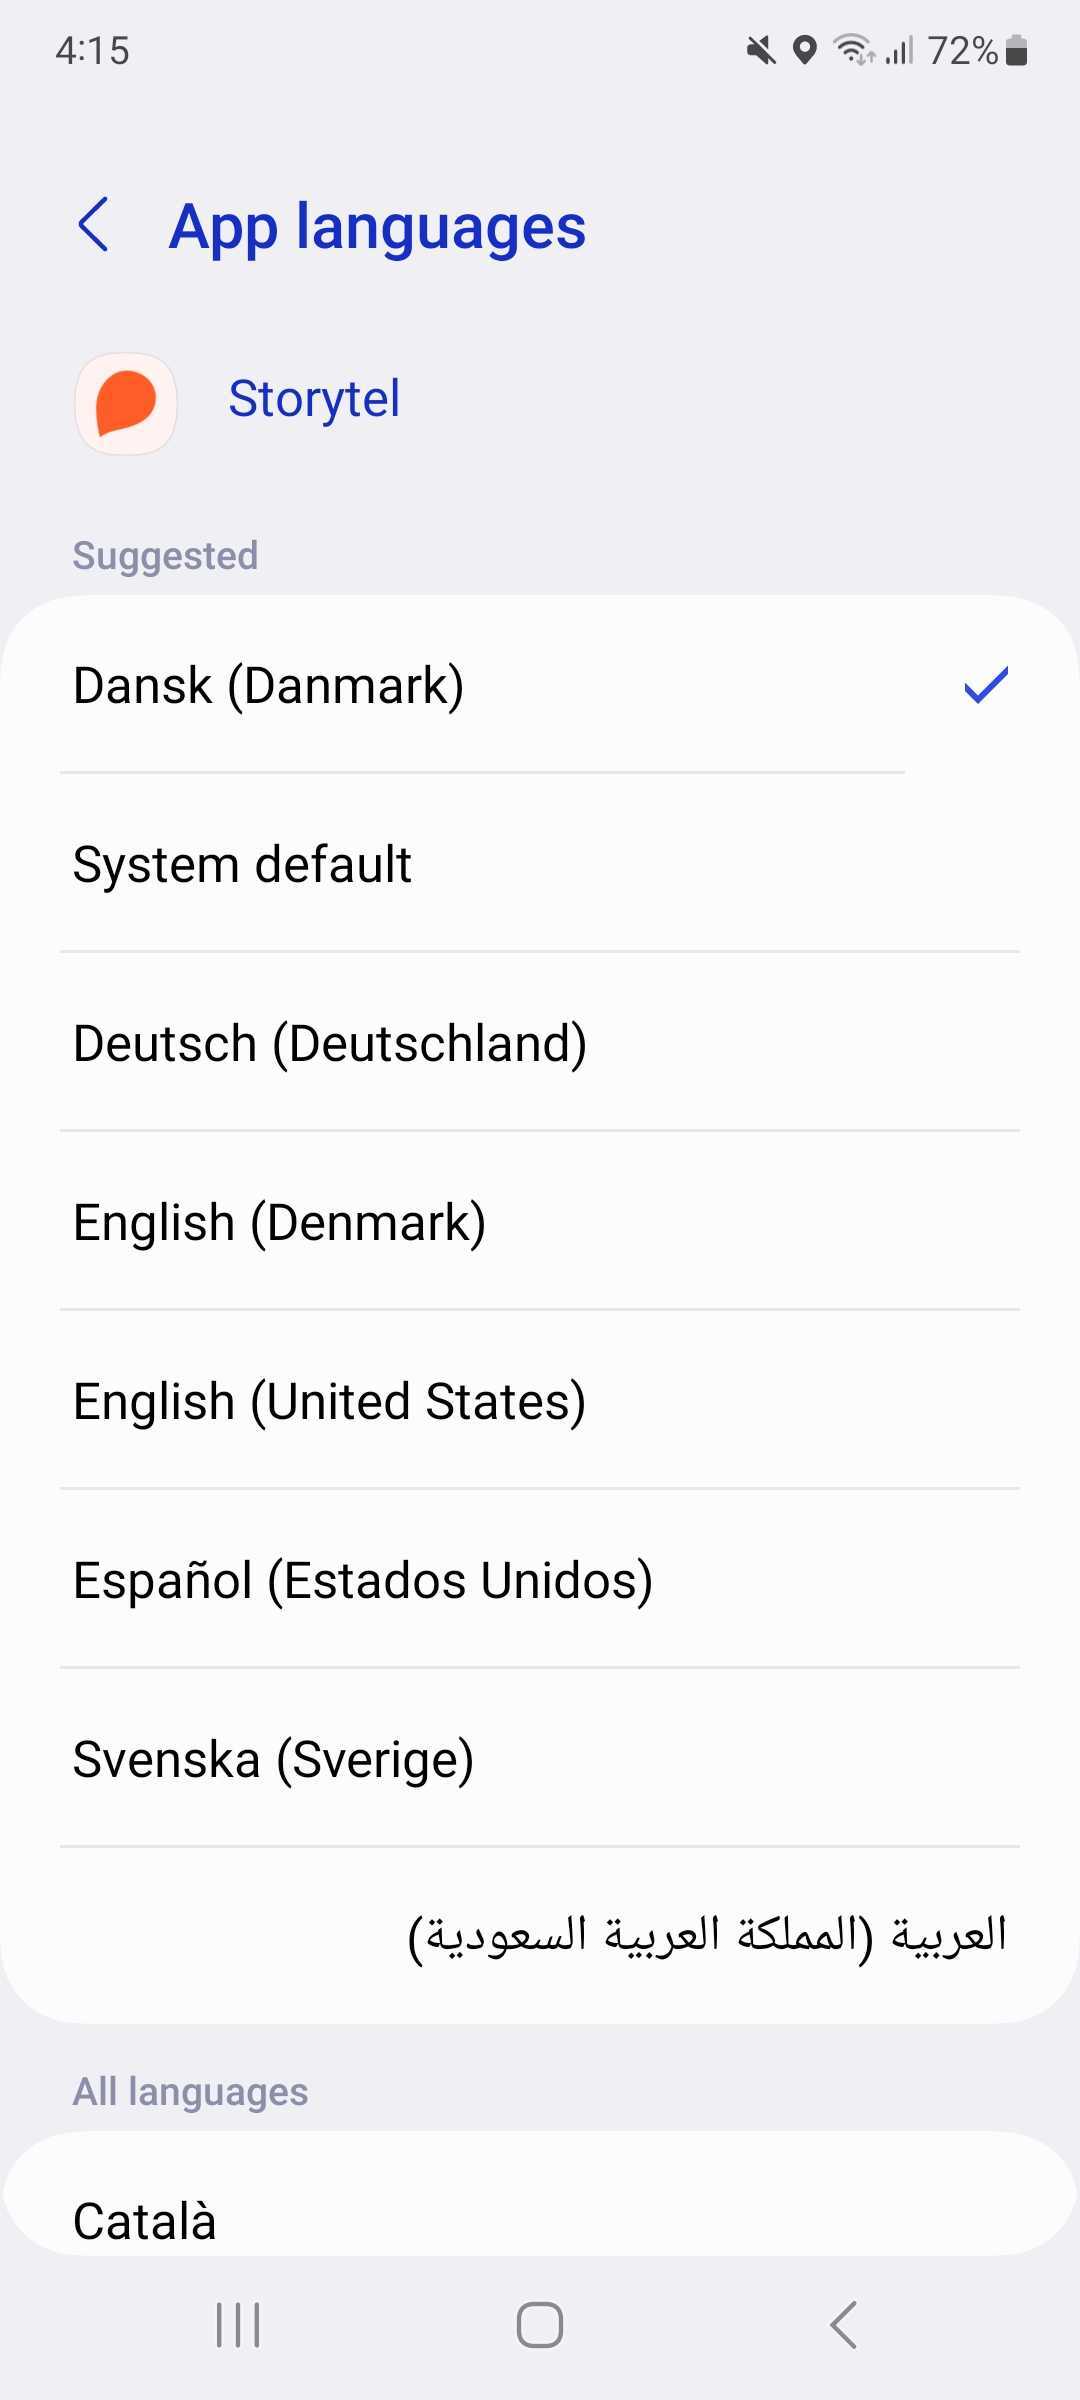 4:15
72%
App languages
Storytel
Suggested
Dansk (Danmark)
System default
Deutsch (Deutschland)
English (Denmark)
English (United States)
Español (Estados Unidos)
Svenska (Sverige)
العربية (المملكة العربية السعودية)
All languages
Català